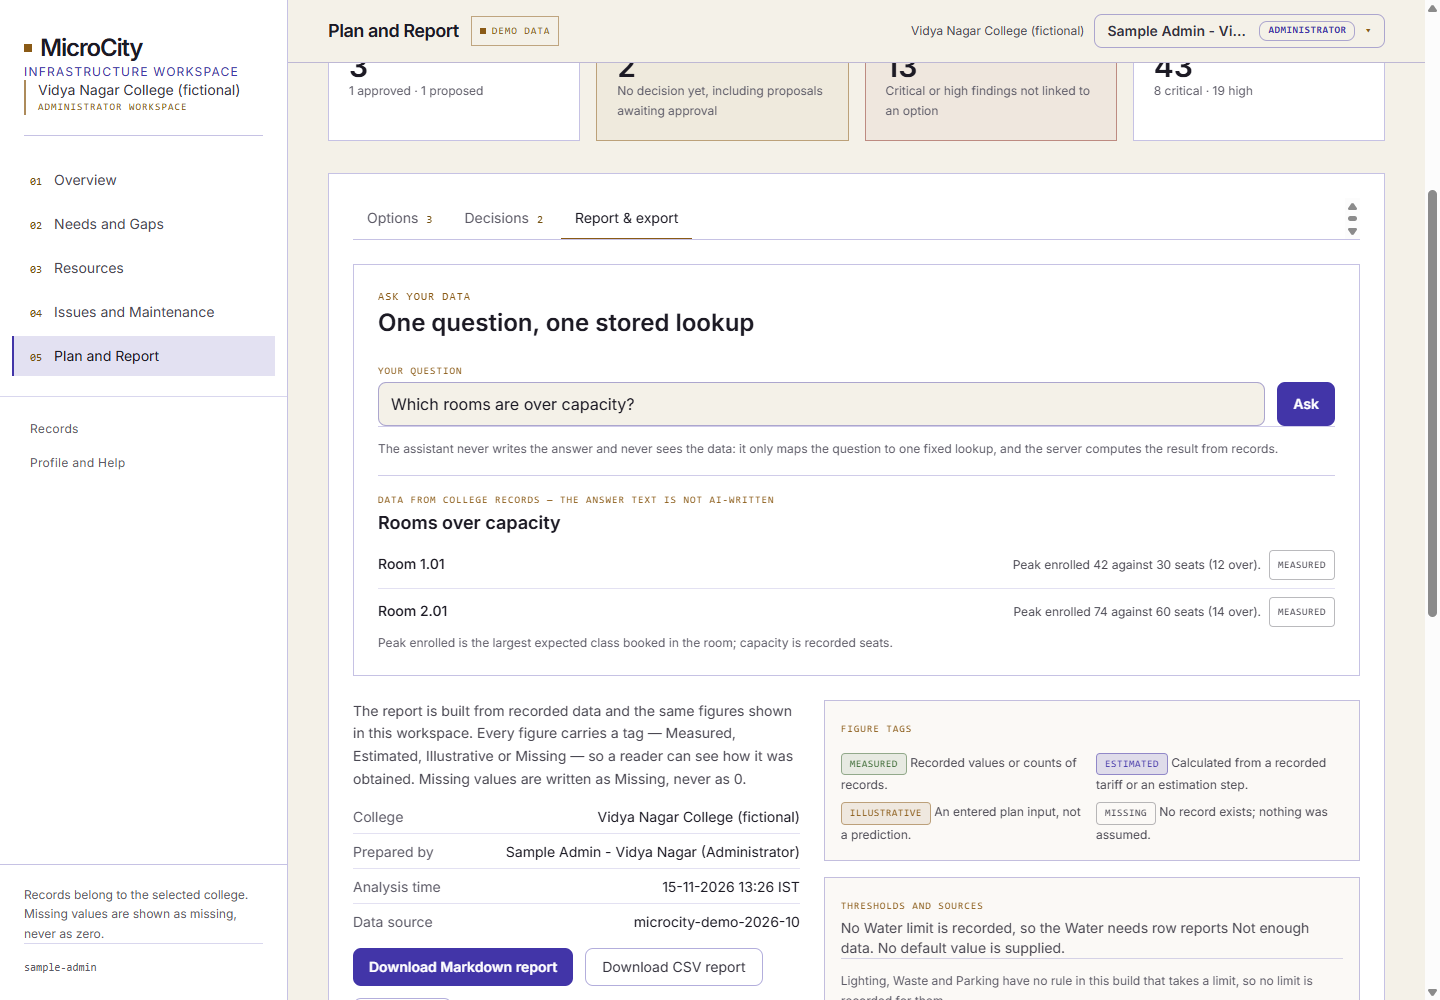 MicroCity
INFRASTRUCTURE WORKSPACE
Vidya Nagar College (fictional)
ADMINISTRATOR WORKSPACE
01 Overview
02 Needs and Gaps
03 Resources
04 Issues and Maintenance
05 Plan and Report
Records
Profile and Help
Records belong to the selected college.
Missing values are shown as missing,
never as zero.
sample-admin
Plan and Report
DEMO DATA
Vidya Nagar College (fictional)
Sample Admin - Vi...
ADMINISTRATOR
3
1 approved · 1 proposed
2
No decision yet, including proposals
awaiting approval
13
Critical or high findings not linked to
an option
43
8 critical · 19 high
Options 3
Decisions 2
Report & export
ASK YOUR DATA
One question, one stored lookup
YOUR QUESTION
Which rooms are over capacity?
Ask
The assistant never writes the answer and never sees the data: it only maps the question to one fixed lookup, and the server computes the result from records.
DATA FROM COLLEGE RECORDS — THE ANSWER TEXT IS NOT AI-WRITTEN
Rooms over capacity
Room 1.01
Peak enrolled 42 against 30 seats (12 over).
MEASURED
Room 2.01
Peak enrolled 74 against 60 seats (14 over).
MEASURED
Peak enrolled is the largest expected class booked in the room; capacity is recorded seats.
The report is built from recorded data and the same figures shown
in this workspace. Every figure carries a tag — Measured,
Estimated, Illustrative or Missing — so a reader can see how it was
obtained. Missing values are written as Missing, never as 0.
College
Vidya Nagar College (fictional)
Prepared by
Sample Admin - Vidya Nagar (Administrator)
Analysis time
15-11-2026 13:26 IST
Data source
microcity-demo-2026-10
Download Markdown report
Download CSV report
FIGURE TAGS
MEASURED Recorded values or counts of
records.
ESTIMATED Calculated from a recorded
tariff or an estimation step.
ILLUSTRATIVE An entered plan input, not
a prediction.
MISSING No record exists; nothing was
assumed.
THRESHOLDS AND SOURCES
No Water limit is recorded, so the Water needs row reports Not enough
data. No default value is supplied.
Lighting, Waste and Parking have no rule in this build that takes a limit, so no limit is
recorded for them.